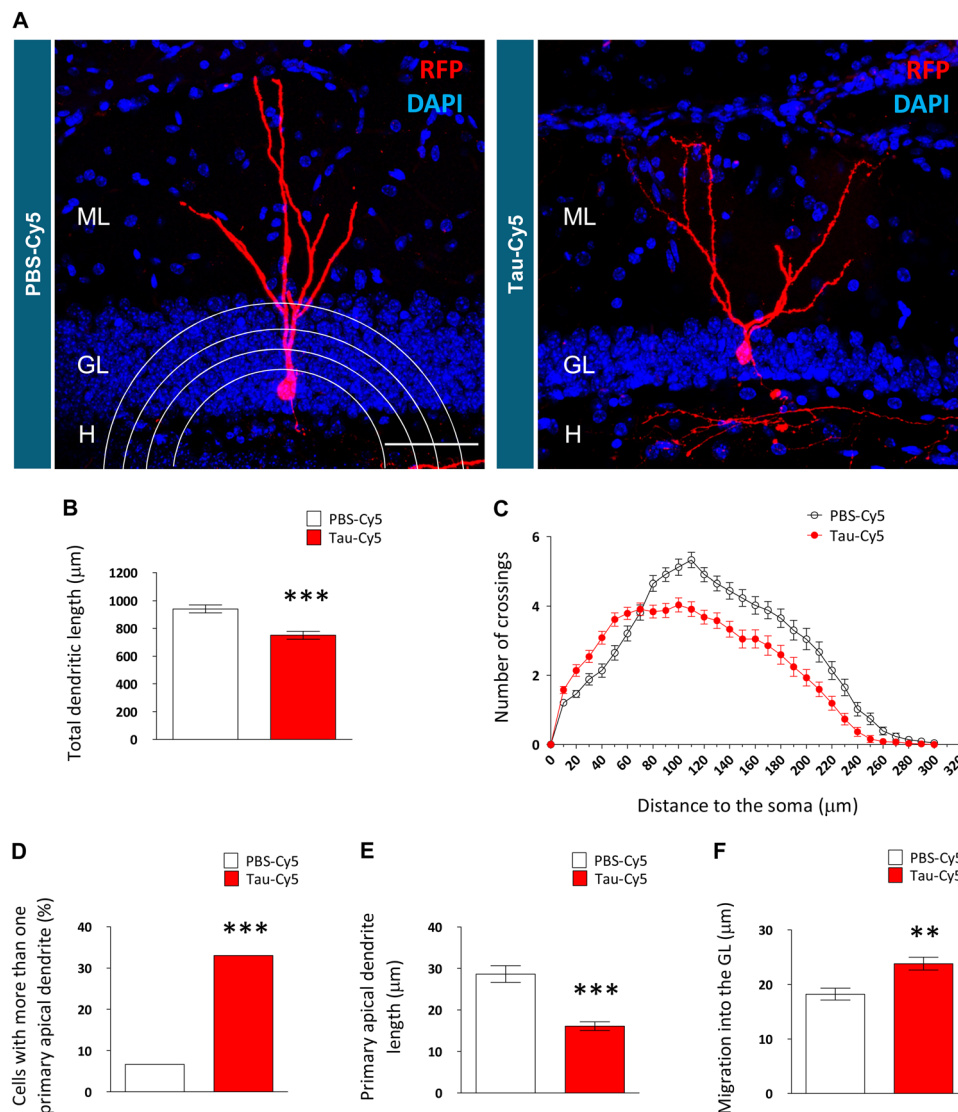 A
PBS-Cy5
RFP
DAPI
ML
GL
H
Tau-Cy5
RFP
DAPI
ML
GL
H
B
PBS-Cy5
Tau-Cy5
Total dendritic length (μm)
1200
1000
800
600
400
200
0
***
C
PBS-Cy5
Tau-Cy5
Number of crossings
6
4
2
0
0 20 40 60 80 100 120 140 160 180 200 220 240 260 280 300 320
Distance to the soma (μm)
D
PBS-Cy5
Tau-Cy5
Cells with more than one
primary apical dendrite (%)
40
30
20
10
0
***
E
PBS-Cy5
Tau-Cy5
Primary apical dendrite
length (μm)
40
30
20
10
0
***
F
PBS-Cy5
Tau-Cy5
Migration into the GL (μm)
30
20
10
0
**